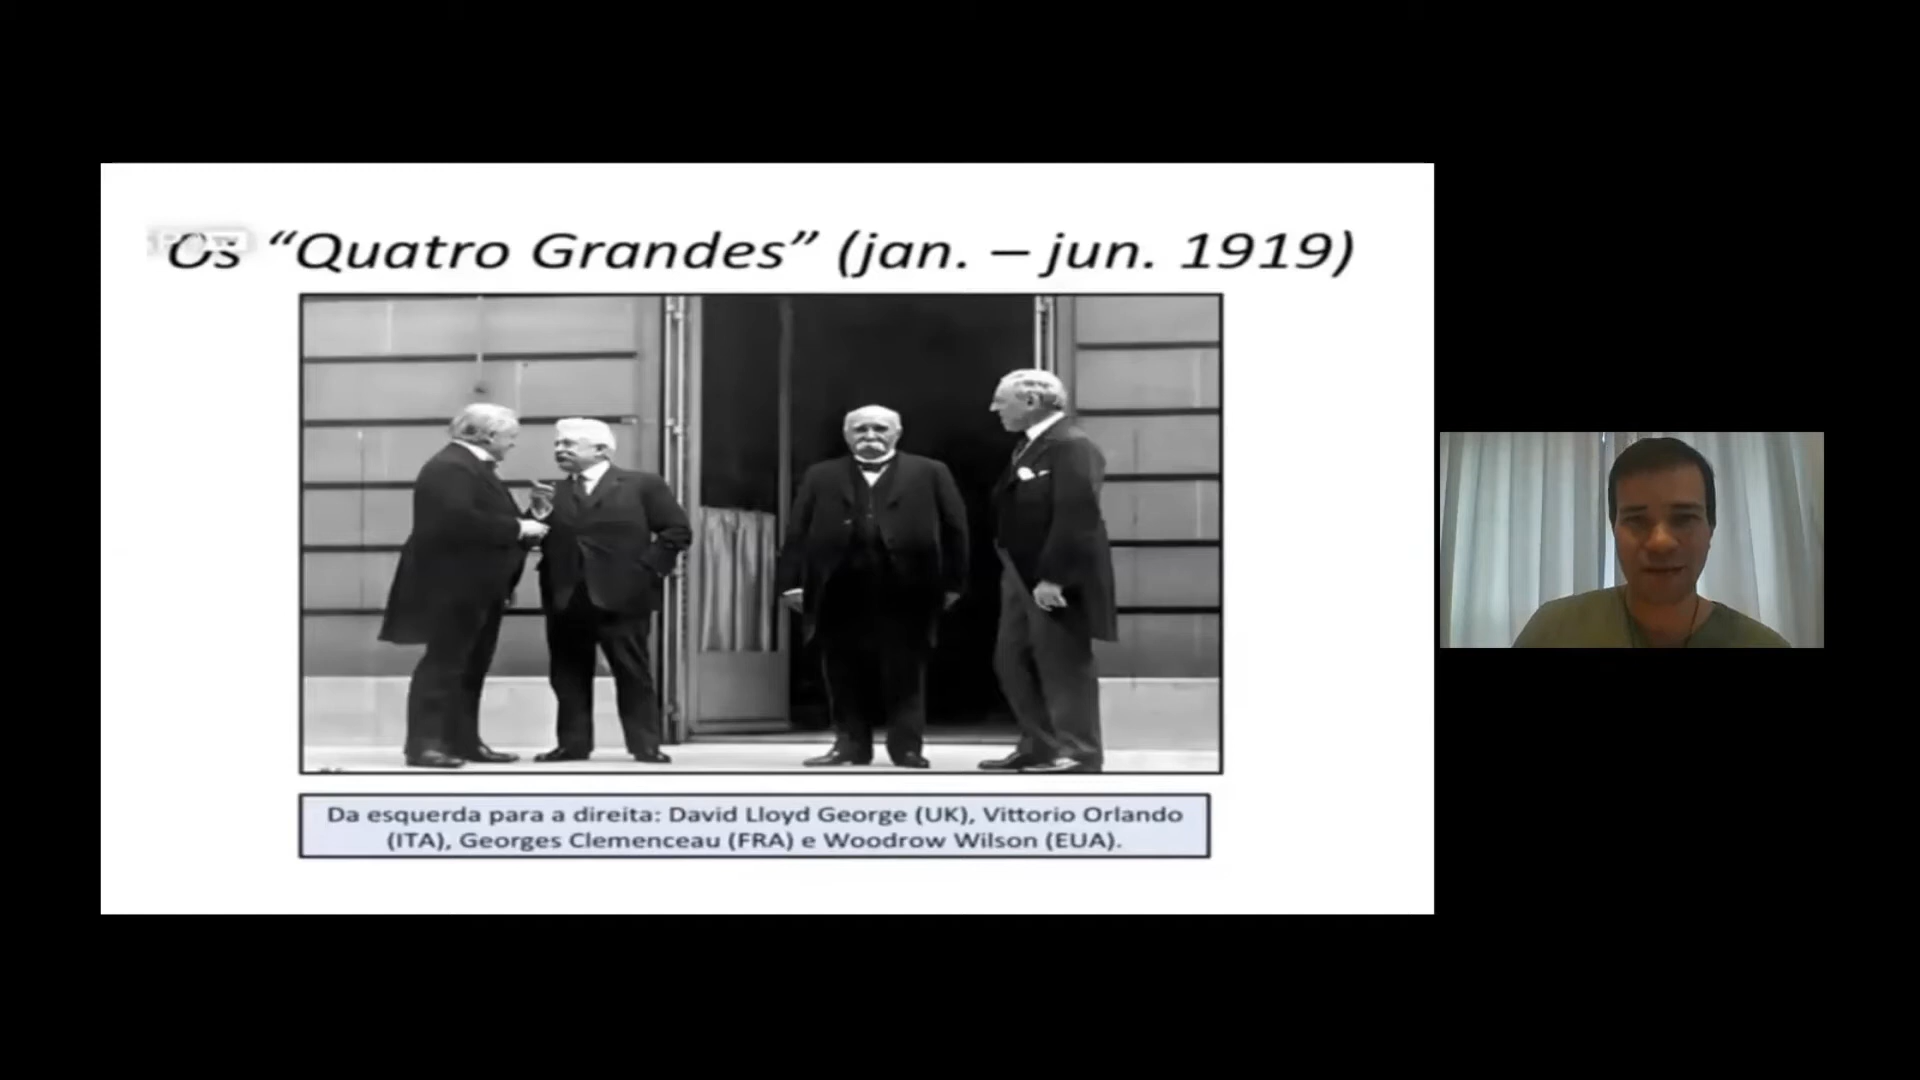 Os “Quatro Grandes” (jan. – jun. 1919)
Da esquerda para a direita: David Lloyd George (UK), Vittorio Orlando
(ITA), Georges Clemenceau (FRA) e Woodrow Wilson (EUA).